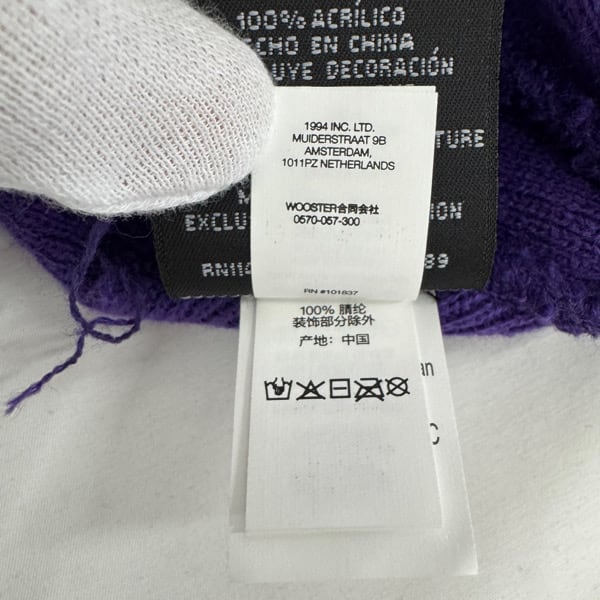 100% ACRÍLICO
HECHO EN CHINA
DECORACIÓN
1994 INC. LTD.
MUIDERSTRAAT 9B
AMSTERDAM,
1011PZ NETHERLANDS
WOOSTER合同会社
0570-057-300
RN #101837
100% 腈纶
装饰部分除外
产地：中国